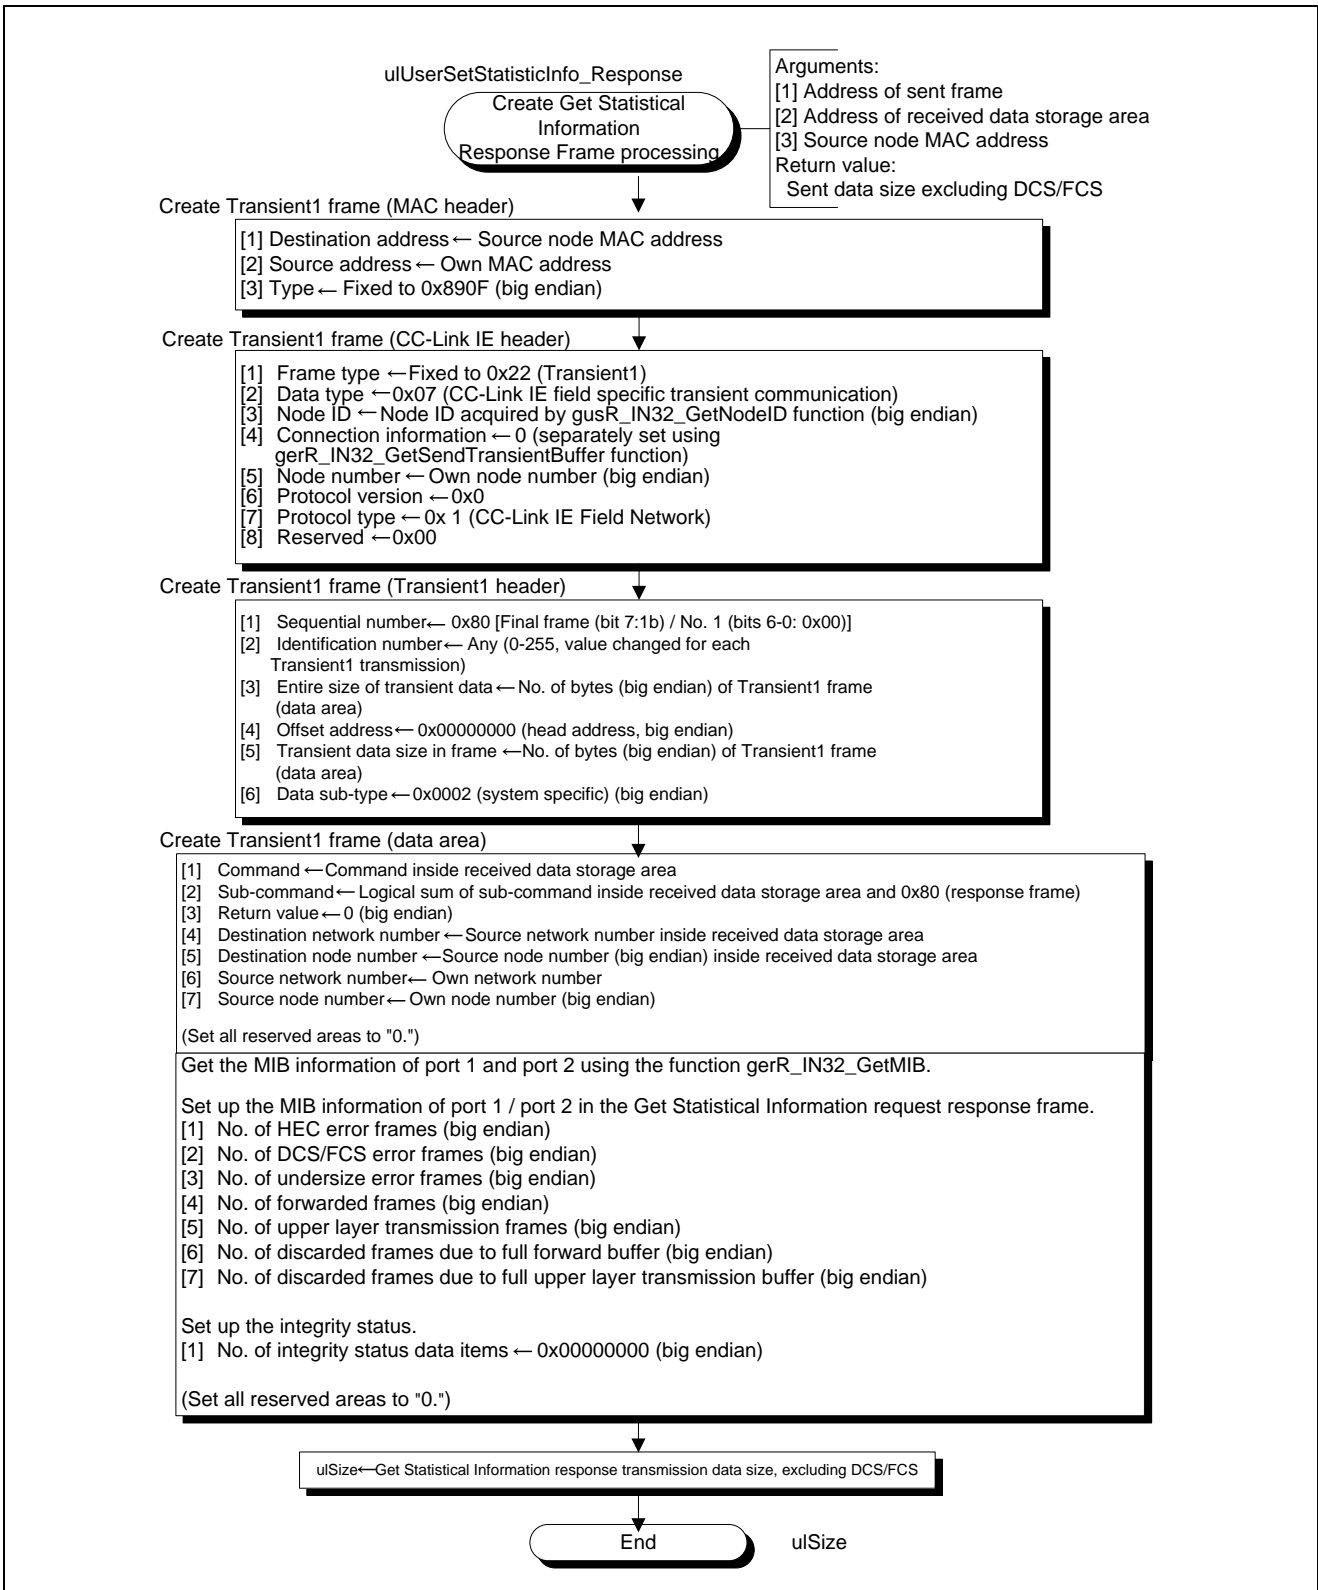 ulUserSetStatisticInfo_Response
Create Get Statistical
Information
Response Frame processing
Arguments:
[1] Address of sent frame
[2] Address of received data storage area
[3] Source node MAC address
Return value:
Sent data size excluding DCS/FCS
Create Transient1 frame (MAC header)
[1] Destination address ← Source node MAC address
[2] Source address ← Own MAC address
[3] Type ← Fixed to 0x890F (big endian)
Create Transient1 frame (CC-Link IE header)
[1] Frame type ← Fixed to 0x22 (Transient1)
[2] Data type ← 0x07 (CC-Link IE field specific transient communication)
[3] Node ID ← Node ID acquired by gusR_IN32_GetNodeID function (big endian)
[4] Connection information ← 0 (separately set using
gerR_IN32_GetSendTransientBuffer function)
[5] Node number ← Own node number (big endian)
[6] Protocol version ← 0x0
[7] Protocol type ← 0x 1 (CC-Link IE Field Network)
[8] Reserved ← 0x00
Create Transient1 frame (Transient1 header)
[1] Sequential number ← 0x80 [Final frame (bit 7:1b) / No. 1 (bits 6-0: 0x00)]
[2] Identification number ← Any (0-255, value changed for each
Transient1 transmission)
[3] Entire size of transient data ← No. of bytes (big endian) of Transient1 frame
(data area)
[4] Offset address ← 0x00000000 (head address, big endian)
[5] Transient data size in frame ← No. of bytes (big endian) of Transient1 frame
(data area)
[6] Data sub-type ← 0x0002 (system specific) (big endian)
Create Transient1 frame (data area)
[1] Command ← Command inside received data storage area
[2] Sub-command ← Logical sum of sub-command inside received data storage area and 0x80 (response frame)
[3] Return value ← 0 (big endian)
[4] Destination network number ← Source network number inside received data storage area
[5] Destination node number ← Source node number (big endian) inside received data storage area
[6] Source network number ← Own network number
[7] Source node number ← Own node number (big endian)
(Set all reserved areas to "0.")
Get the MIB information of port 1 and port 2 using the function gerR_IN32_GetMIB.
Set up the MIB information of port 1 / port 2 in the Get Statistical Information request response frame.
[1] No. of HEC error frames (big endian)
[2] No. of DCS/FCS error frames (big endian)
[3] No. of undersize error frames (big endian)
[4] No. of forwarded frames (big endian)
[5] No. of upper layer transmission frames (big endian)
[6] No. of discarded frames due to full forward buffer (big endian)
[7] No. of discarded frames due to full upper layer transmission buffer (big endian)
Set up the integrity status.
[1] No. of integrity status data items ← 0x00000000 (big endian)
(Set all reserved areas to "0.")
ulSize ← Get Statistical Information response transmission data size, excluding DCS/FCS
End
ulSize